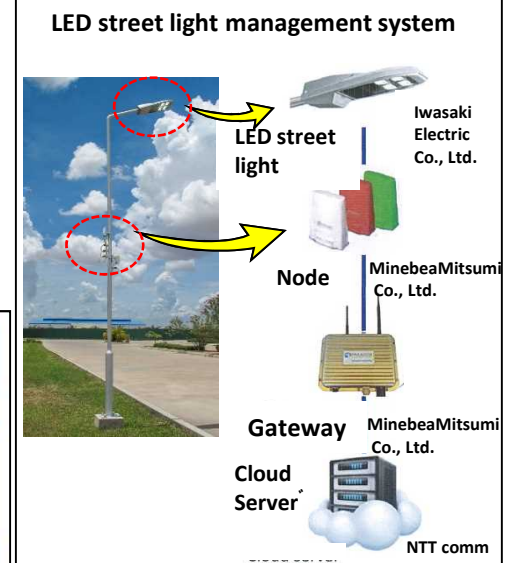 LED street light management system
LED street
light
Iwasaki
Electric
Co., Ltd.
Node
MinebeaMitsumi
Co., Ltd.
Gateway
MinebeaMitsumi
Co., Ltd.
Cloud
Server
NTT comm